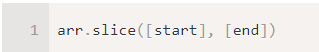 1 arr.slice([start], [end])